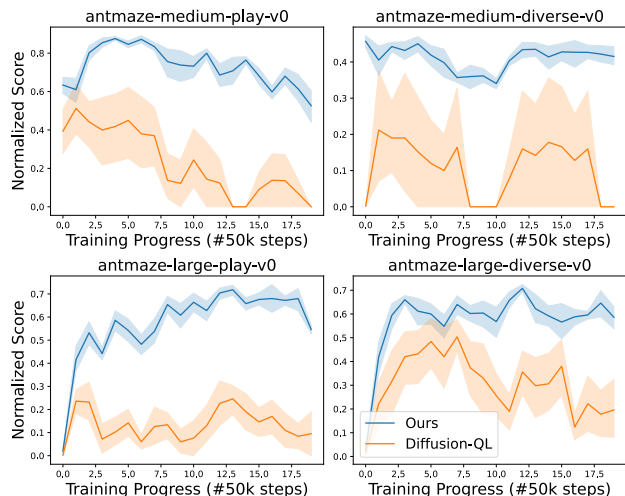 antmaze-medium-play-v0
Normalized Score
0.8
0.6
0.4
0.2
0.0
0.0 2.5 5.0 7.5 10.0 12.5 15.0 17.5
Training Progress (#50k steps)
antmaze-medium-diverse-v0
0.4
0.2
0.1
0.0
0.0 2.5 5.0 7.5 10.0 12.5 15.0 17.5
Training Progress (#50k steps)
antmaze-large-play-v0
Normalized Score
0.7
0.6
0.5
0.4
0.3
0.2
0.1
0.0
0.0 2.5 5.0 7.5 10.0 12.5 15.0 17.5
Training Progress (#50k steps)
antmaze-large-diverse-v0
0.7
0.6
0.5
0.4
0.3
0.2
0.1
0.0
Ours
Diffusion-QL
0.0 2.5 5.0 7.5 10.0 12.5 15.0 17.5
Training Progress (#50k steps)